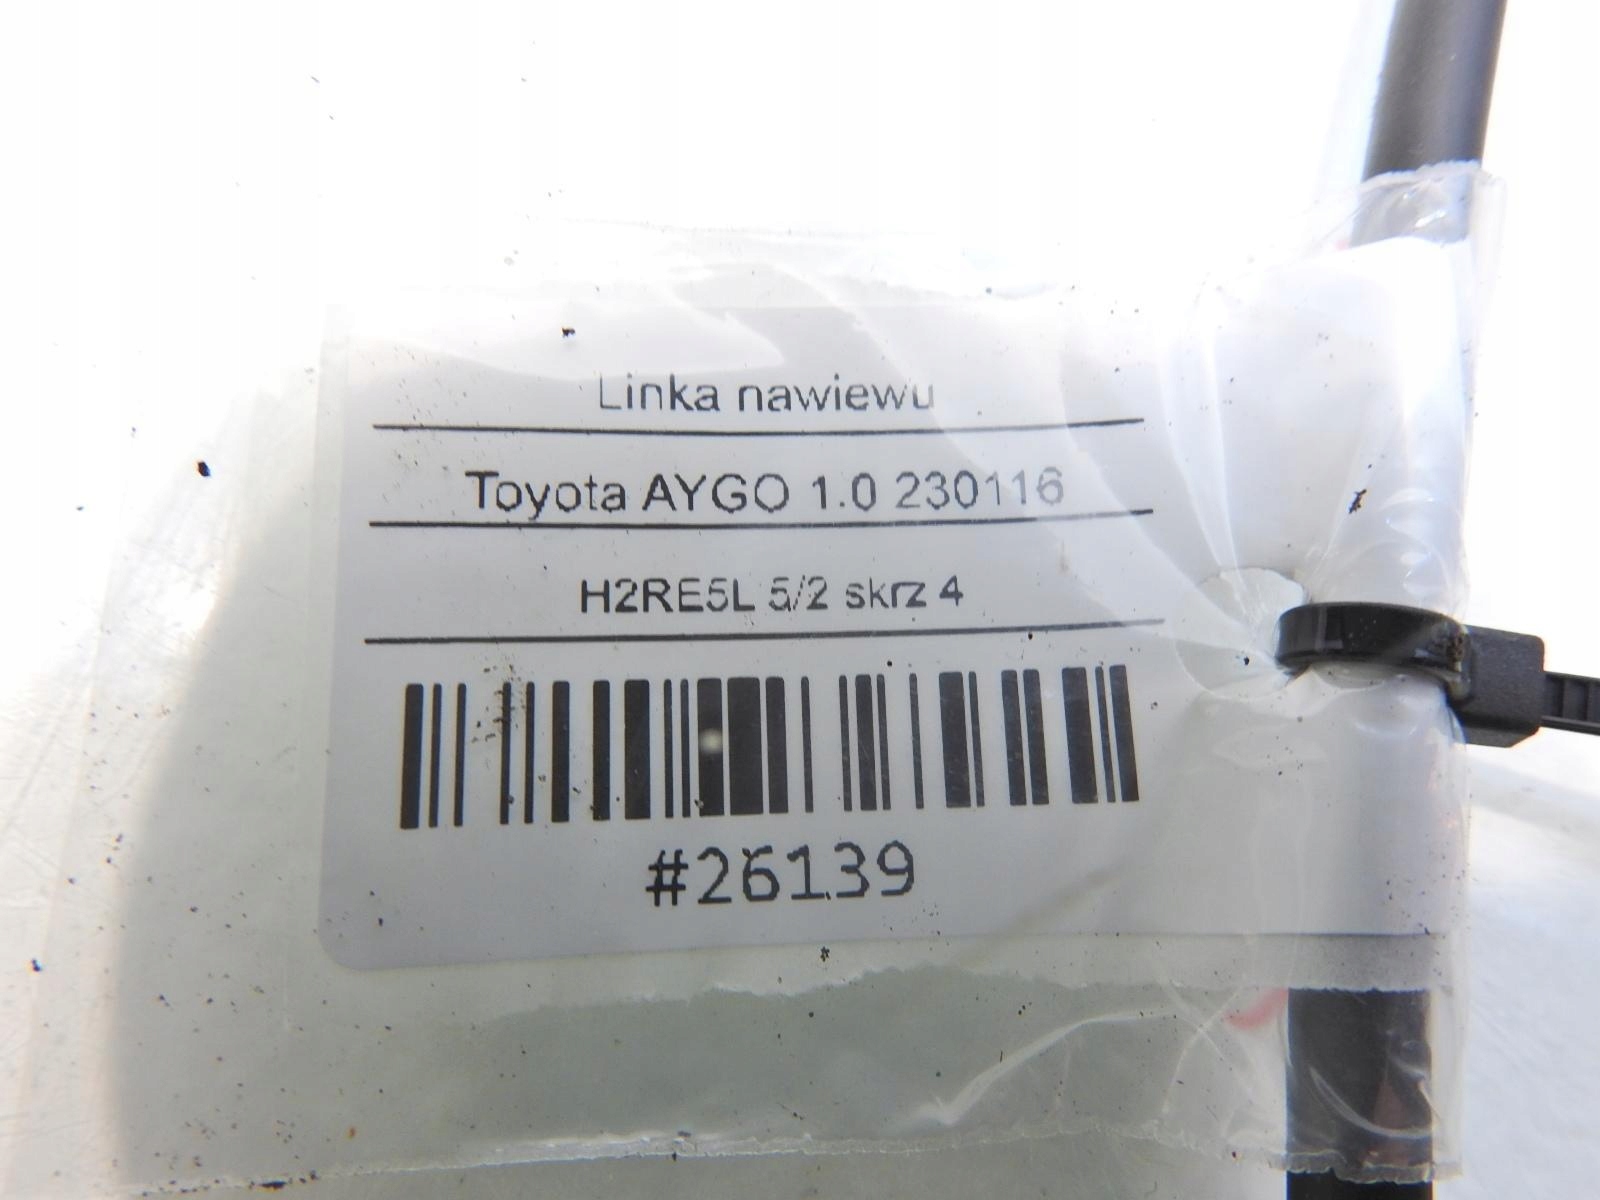 Linka nawiewu
Toyota AYGO 1.0 230116
H2RE5L 5/2 skrz 4
#26139